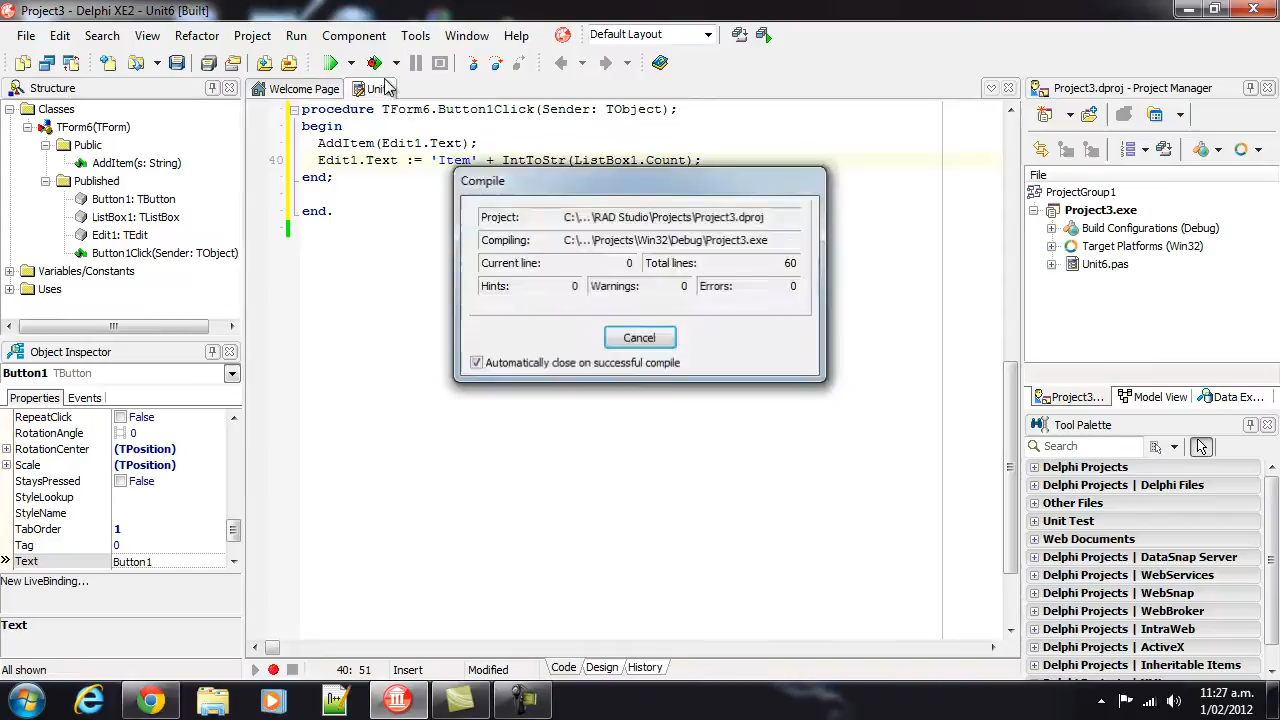 Project3 - Delphi XE2 - Unit6 [Built]
File Edit Search View Refactor Project Run Component Tools Window Help
Default Layout
Structure
Classes
TForm6(TForm)
Public
AddItem(s: String)
Published
Button1: TButton
ListBox1: TListBox
Edit1: TEdit
Button1Click(Sender: TObject)
Variables/Constants
Uses
Object Inspector
Button1 TButton
Properties Events
RepeatClick False
RotationAngle 0
RotationCenter (TPosition)
Scale (TPosition)
StaysPressed False
StyleLookup
StyleName
TabOrder 1
Tag 0
Text Button1
New LiveBinding...
Text
All shown
Welcome Page
procedure TForm6.Button1Click(Sender: TObject);
begin
AddItem(Edit1.Text);
40 Edit1.Text := 'Item' + IntToStr(ListBox1.Count);
end;
end.
Compile
Project: C:\...\RAD Studio\Projects\Project3.dproj
Compiling: C:\...\Projects\Win32\Debug\Project3.exe
Current line: 0 Total lines: 60
Hints: 0 Warnings: 0 Errors: 0
Cancel
Automatically close on successful compile
40: 51 Insert Modified
Code Design History
Project3.dproj - Project Manager
File
ProjectGroup1
Project3.exe
Build Configurations (Debug)
Target Platforms (Win32)
Unit6.pas
Project3... Model View Data Ex...
Tool Palette
Search
Delphi Projects
Delphi Projects | Delphi Files
Other Files
Unit Test
Web Documents
Delphi Projects | DataSnap Server
Delphi Projects | WebServices
Delphi Projects | WebSnap
Delphi Projects | WebBroker
Delphi Projects | IntraWeb
Delphi Projects | ActiveX
Delphi Projects | Inheritable Items
11:27 a.m.
1/02/2012